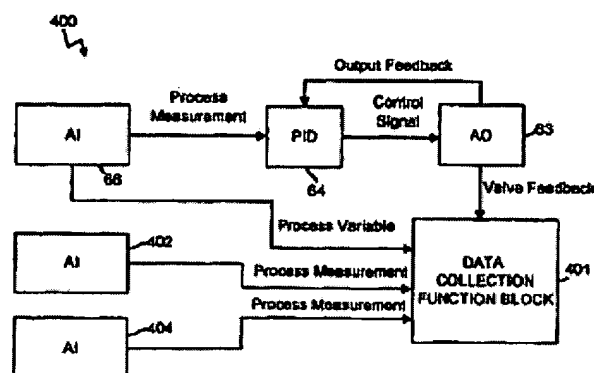 400
Output Feedback
Process
Measurement
Control
Signal
AI
PID
AO
63
66
64
Valve Feedback
Process Variable
402
AI
Process Measurement
DATA
COLLECTION
FUNCTION BLOCK
401
Process Measurement
404
AI